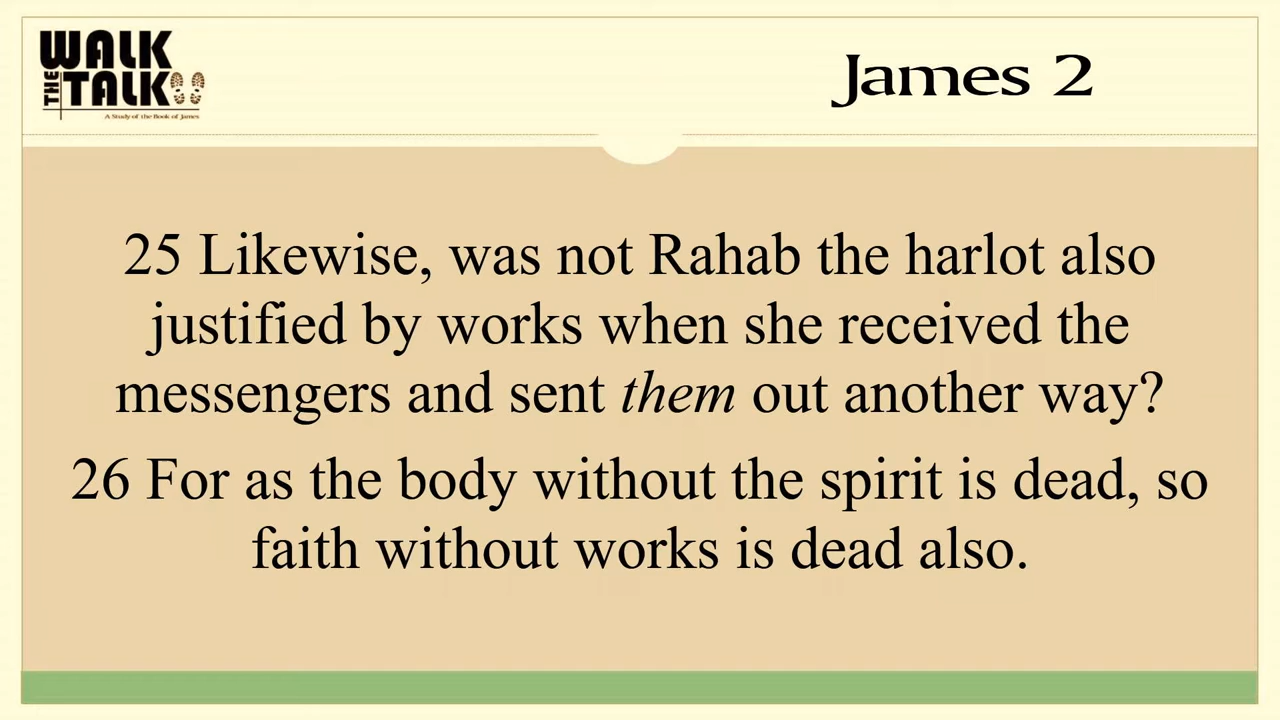 WALK
THE TALK
A Study of the Book of James
James 2
25 Likewise, was not Rahab the harlot also
justified by works when she received the
messengers and sent them out another way?
26 For as the body without the spirit is dead, so
faith without works is dead also.